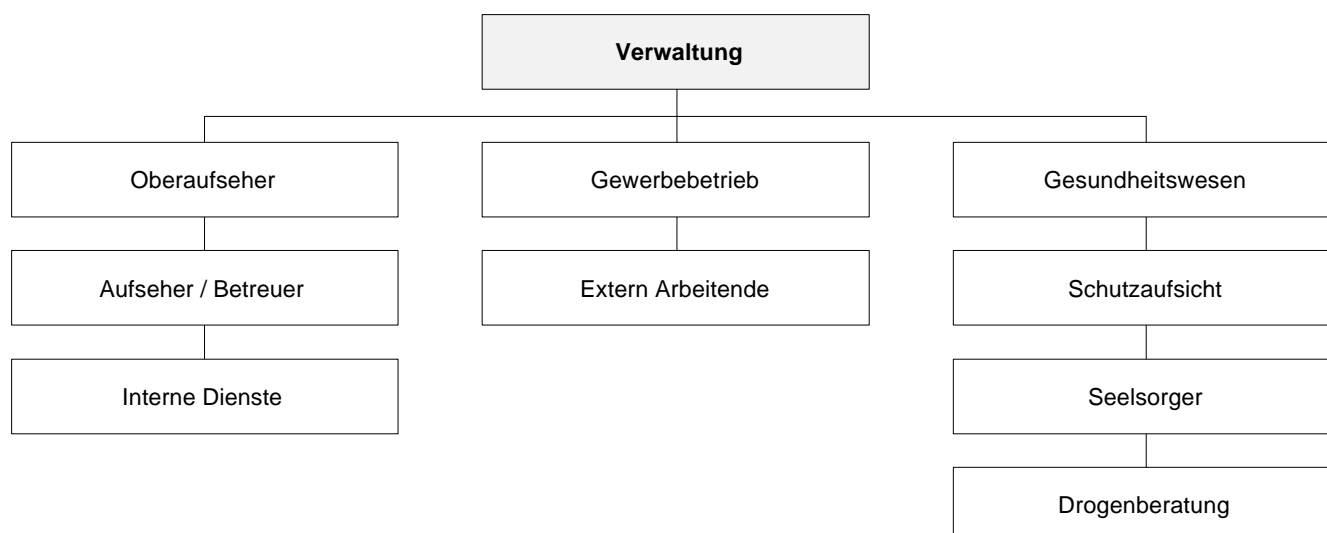 Verwaltung
Oberaufseher
Gewerbebetrieb
Gesundheitswesen
Aufseher / Betreuer
Extern Arbeitende
Schutzaufsicht
Interne Dienste
Seelsorger
Drogenberatung